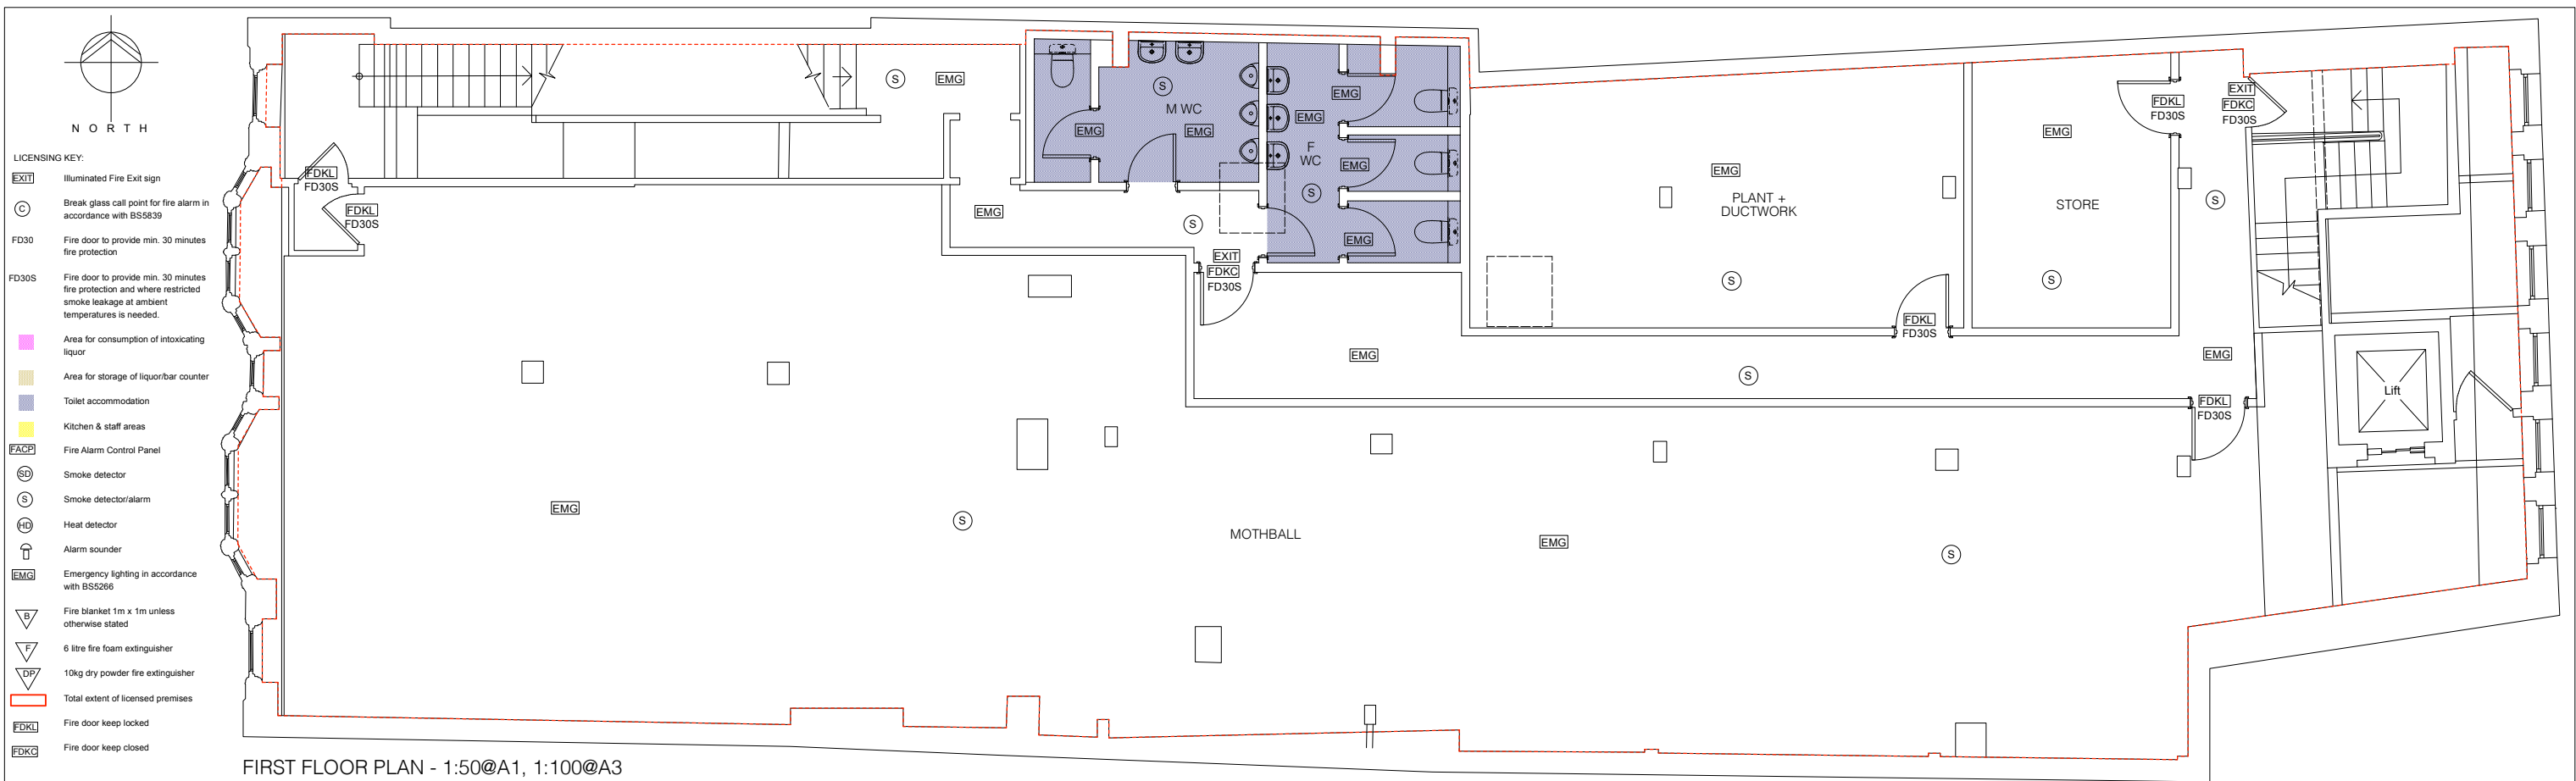 NORTH
LICENSING KEY:
EXIT Illuminated Fire Exit sign
C Break glass call point for fire alarm in
accordance with BS5839
FD30 Fire door to provide min. 30 minutes
fire protection
FD30S Fire door to provide min. 30 minutes
fire protection and where restricted
smoke leakage at ambient
temperatures is needed.
Area for consumption of intoxicating
liquor
Area for storage of liquor/bar counter
Toilet accommodation
Kitchen & staff areas
FACP Fire Alarm Control Panel
SD Smoke detector
S Smoke detector/alarm
HD Heat detector
Alarm sounder
EMG Emergency lighting in accordance
with BS5266
B Fire blanket 1m x 1m unless
otherwise stated
F 6 litre fire foam extinguisher
DP 10kg dry powder fire extinguisher
Total extent of licensed premises
FDKL Fire door keep locked
FDKC Fire door keep closed
FDKL
FD30S
FDKL
FD30S
S
EMG
EMG
S
M WC
EMG
EMG
EMG
EMG
F
WC
EMG
S
EMG
EMG
S
EXIT
FDKC
FD30S
EMG
PLANT +
DUCTWORK
S
FDKL
FD30S
EMG
STORE
S
FDKL
FD30S
EXIT
FDKC
FD30S
S
EMG
S
EMG
FDKL
FD30S
Lift
EMG
S
MOTHBALL
EMG
S
FIRST FLOOR PLAN - 1:50@A1, 1:100@A3